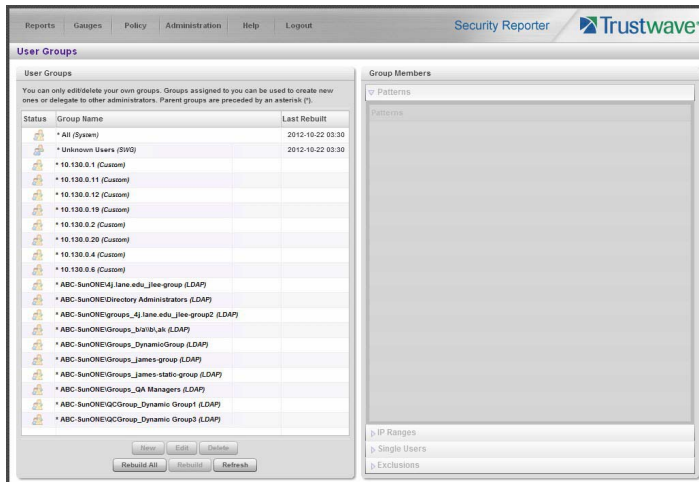 Reports Gauges Policy Administration Help Logout
Security Reporter
Trustwave®
User Groups
User Groups
You can only edit/delete your own groups. Groups assigned to you can be used to create new
ones or delegate to other administrators. Parent groups are preceded by an asterisk (*).
Status Group Name Last Rebuilt
* All (System) 2012-10-22 03:30
* Unknown Users (SWG) 2012-10-22 03:30
* 10.130.0.1 (Custom)
* 10.130.0.11 (Custom)
* 10.130.0.12 (Custom)
* 10.130.0.19 (Custom)
* 10.130.0.2 (Custom)
* 10.130.0.20 (Custom)
* 10.130.0.4 (Custom)
* 10.130.0.6 (Custom)
* ABC-SunONE\4j.lane.edu_jlee-group (LDAP)
* ABC-SunONE\Directory Administrators (LDAP)
* ABC-SunONE\groups_4j.lane.edu_jlee-group2 (LDAP)
* ABC-SunONE\Groups_b/a\\b\,ak (LDAP)
* ABC-SunONE\Groups_DynamicGroup (LDAP)
* ABC-SunONE\Groups_james-group (LDAP)
* ABC-SunONE\Groups_james-static-group (LDAP)
* ABC-SunONE\Groups_QA Managers (LDAP)
* ABC-SunONE\QCGroup_Dynamic Group1 (LDAP)
* ABC-SunONE\QCGroup_Dynamic Group3 (LDAP)
New Edit Delete
Rebuild All Rebuild Refresh
Group Members
Patterns
Patterns
IP Ranges
Single Users
Exclusions